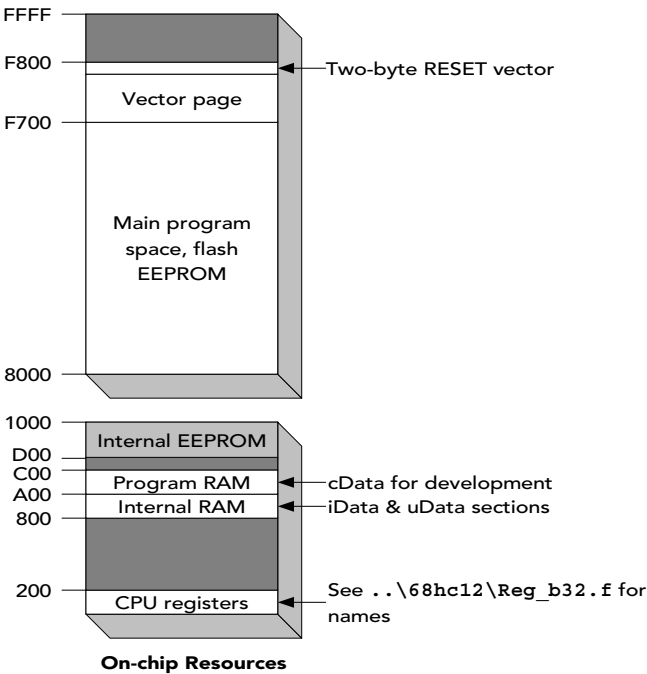 FFFF
F800
Two-byte RESET vector
Vector page
F700
Main program
space, flash
EEPROM
8000
1000
Internal EEPROM
D00
C00
Program RAM
cData for development
A00
Internal RAM
iData & uData sections
800
200
CPU registers
See ..\68hc12\Reg_b32.f for
names
On-chip Resources